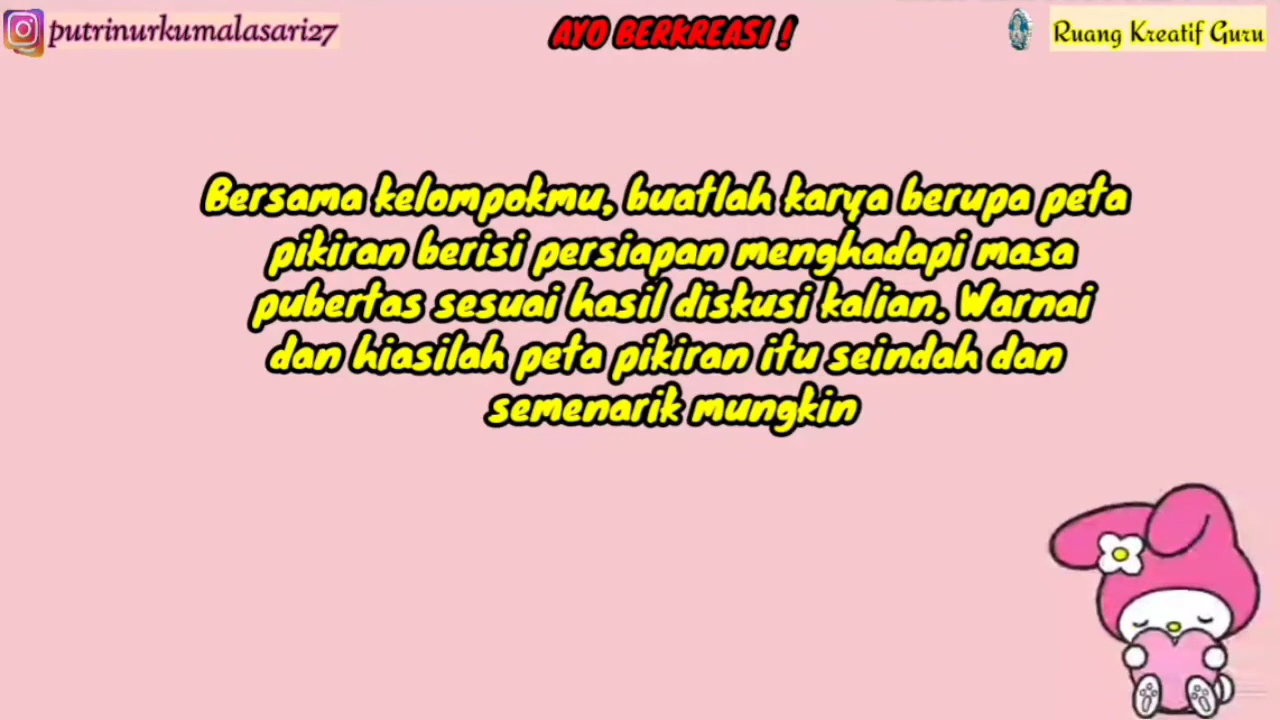 putrinurkumalasari27
AYO BERKREASI !
Ruang Kreatif Guru
Bersama kelompokmu, buatlah karya berupa peta
pikiran berisi persiapan menghadapi masa
pubertas sesuai hasil diskusi kalian. Warnai
dan hiasilah peta pikiran itu seindah dan
semenarik mungkin